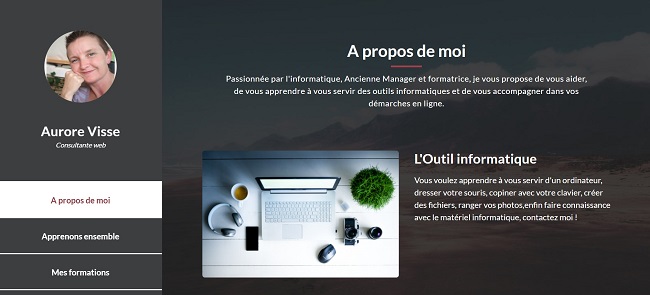 Aurore Visse
Consultante web
A propos de moi
Apprenons ensemble
Mes formations
A propos de moi
Passionnée par l'informatique, Ancienne Manager et formatrice, je vous propose de vous aider,
de vous apprendre à vous servir des outils informatiques et de vous accompagner dans vos
démarches en ligne.
L'Outil informatique
Vous voulez apprendre à vous servir d'un ordinateur,
dresser votre souris, copiner avec votre clavier, créer
des fichiers, ranger vos photos,enfin faire connaissance
avec le matériel informatique, contactez moi !